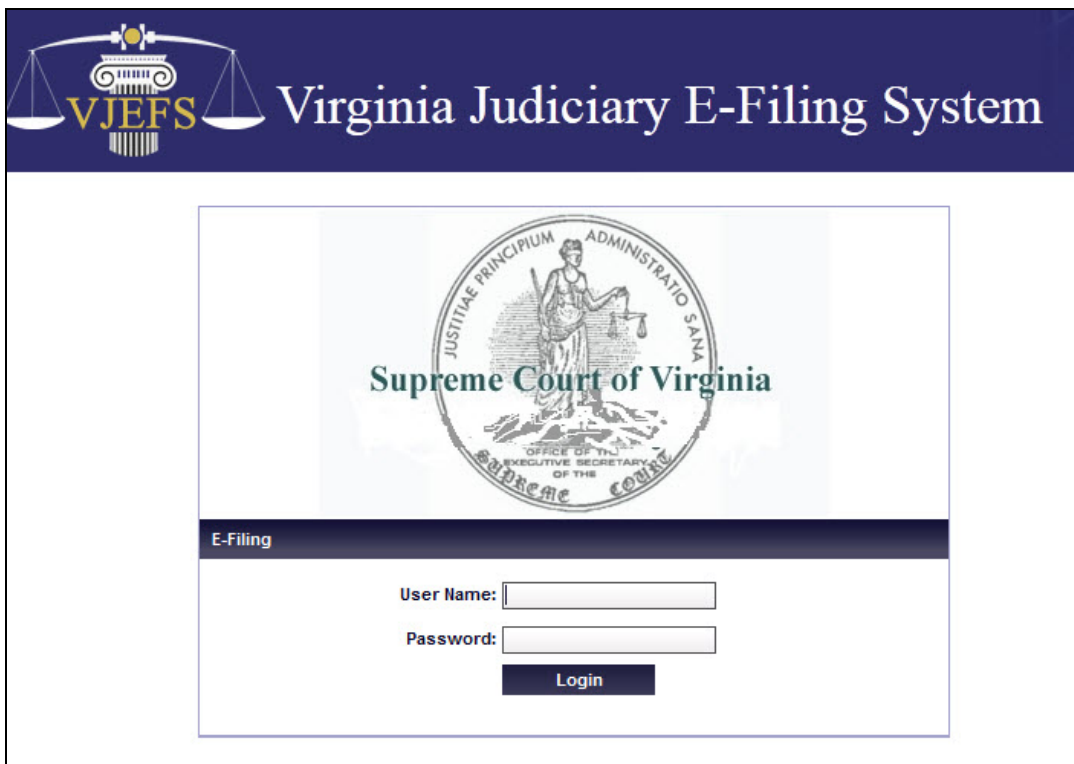 VJEFS
Virginia Judiciary E-Filing System
JUSTITIAE PRINCIPIUM ADMINISTRATIO SANA
Supreme Court of Virginia
OFFICE OF THE
EXECUTIVE SECRETARY
OF THE
SUPREME COURT
E-Filing
User Name:
Password:
Login